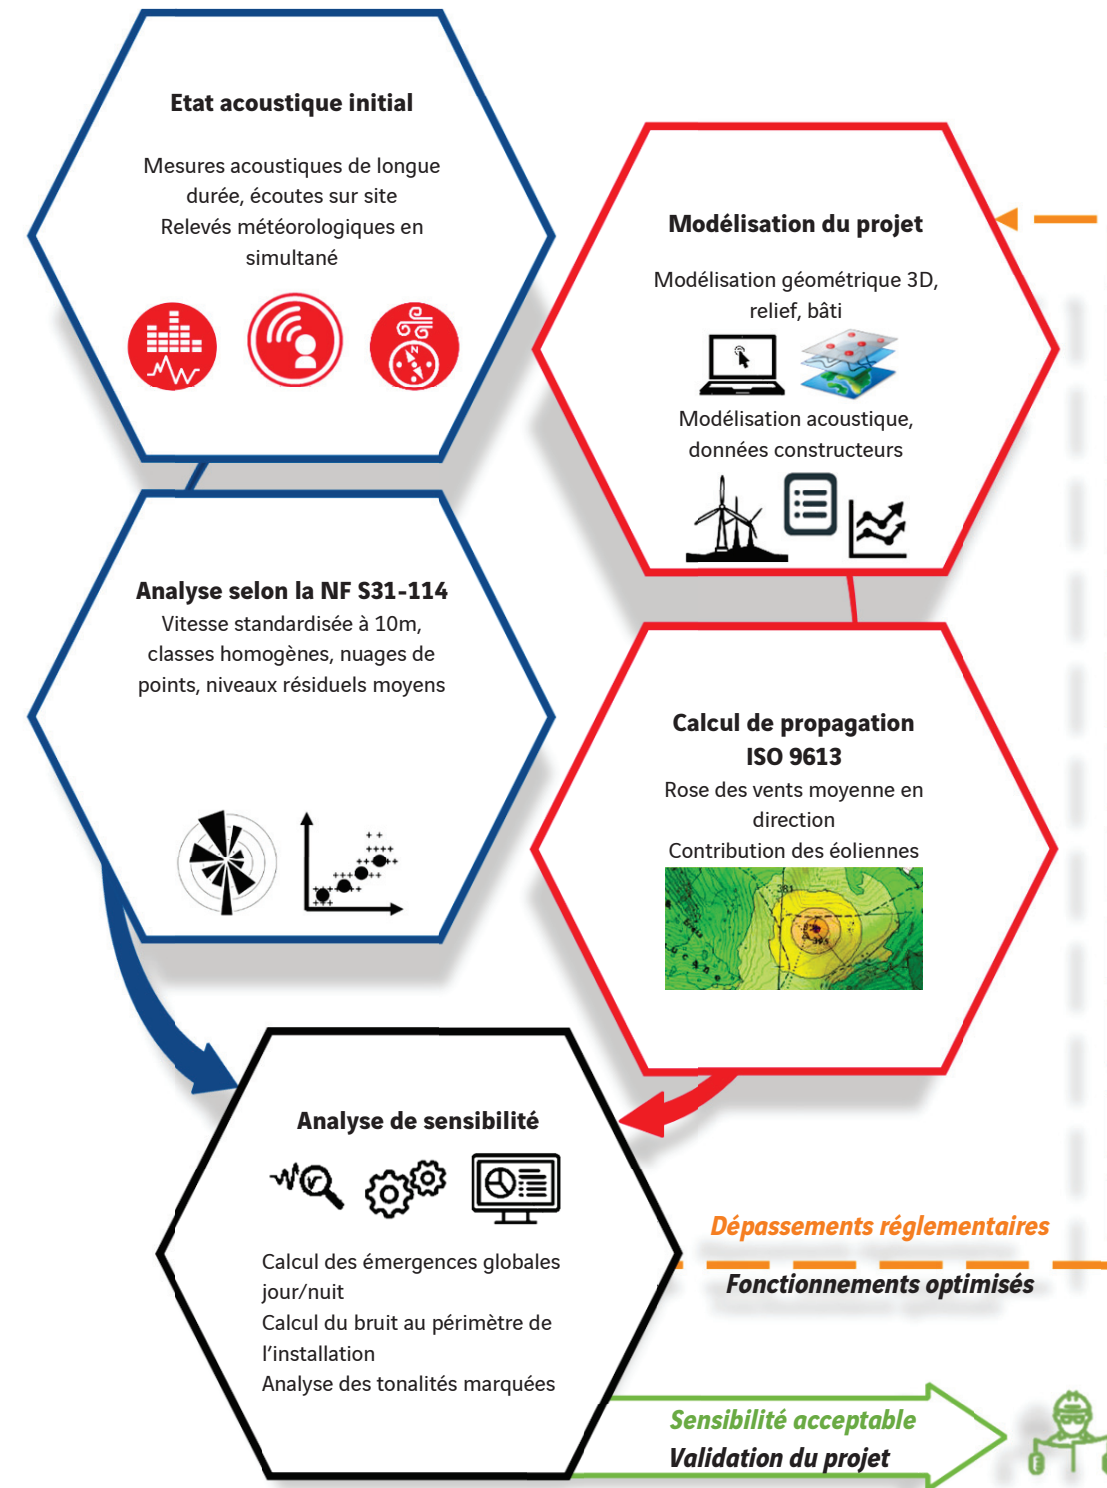 Etat acoustique initial
Mesures acoustiques de longue
durée, écoutes sur site
Relevés météorologiques en
simultané
N
Analyse selon la NF S31-114
Vitesse standardisée à 10m,
classes homogènes, nuages de
points, niveaux résiduels moyens
Modélisation du projet
Modélisation géométrique 3D,
relief, bâti
Modélisation acoustique,
données constructeurs
Calcul de propagation
ISO 9613
Rose des vents moyenne en
direction
Contribution des éoliennes
381
Analyse de sensibilité
Calcul des émergences globales
jour/nuit
Calcul du bruit au périmètre de
l'installation
Analyse des tonalités marquées
Dépassements réglementaires
Fonctionnements optimisés
Sensibilité acceptable
Validation du projet